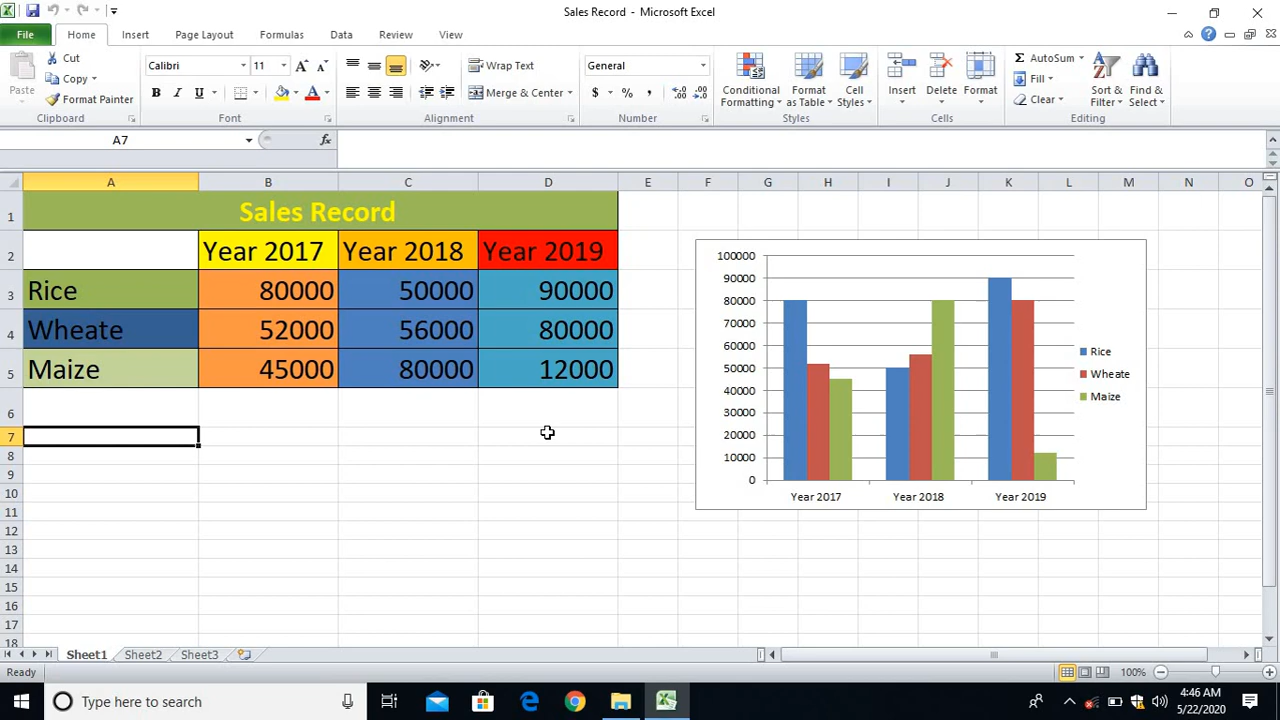 Sales Record - Microsoft Excel
File Home Insert Page Layout Formulas Data Review View
Paste
Cut
Copy
Format Painter
Clipboard
Calibri 11
B I U A
Font
Wrap Text
Merge & Center
Alignment
General
$ % ,
Number
Conditional Formatting
Format as Table
Cell Styles
Styles
Insert
Delete
Format
Cells
AutoSum
Fill
Clear
Sort & Filter
Find & Select
Editing
A7 fx
A B C D E F G H I J K L M N O
1 Sales Record
2 Year 2017 Year 2018 Year 2019
3 Rice 80000 50000 90000
4 Wheate 52000 56000 80000
5 Maize 45000 80000 12000
6
7
8
9
10
11
12
13
14
15
16
17
18
100000
90000
80000
70000
60000
50000
40000
30000
20000
10000
0
Year 2017 Year 2018 Year 2019
Rice
Wheate
Maize
Sheet1 Sheet2 Sheet3
Ready 100%
Type here to search
4:46 AM
5/22/2020